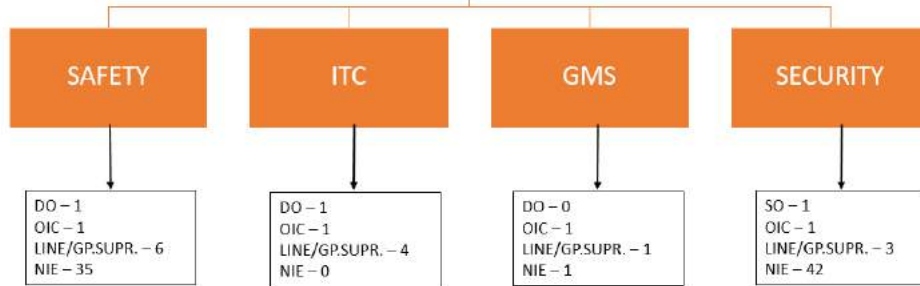 SAFETY
ITC
GMS
SECURITY
DO – 1
OIC – 1
LINE/GP.SUPR. – 6
NIE – 35
DO – 1
OIC – 1
LINE/GP.SUPR. – 4
NIE – 0
DO – 0
OIC – 1
LINE/GP.SUPR. – 1
NIE – 1
SO – 1
OIC – 1
LINE/GP.SUPR. – 3
NIE – 42